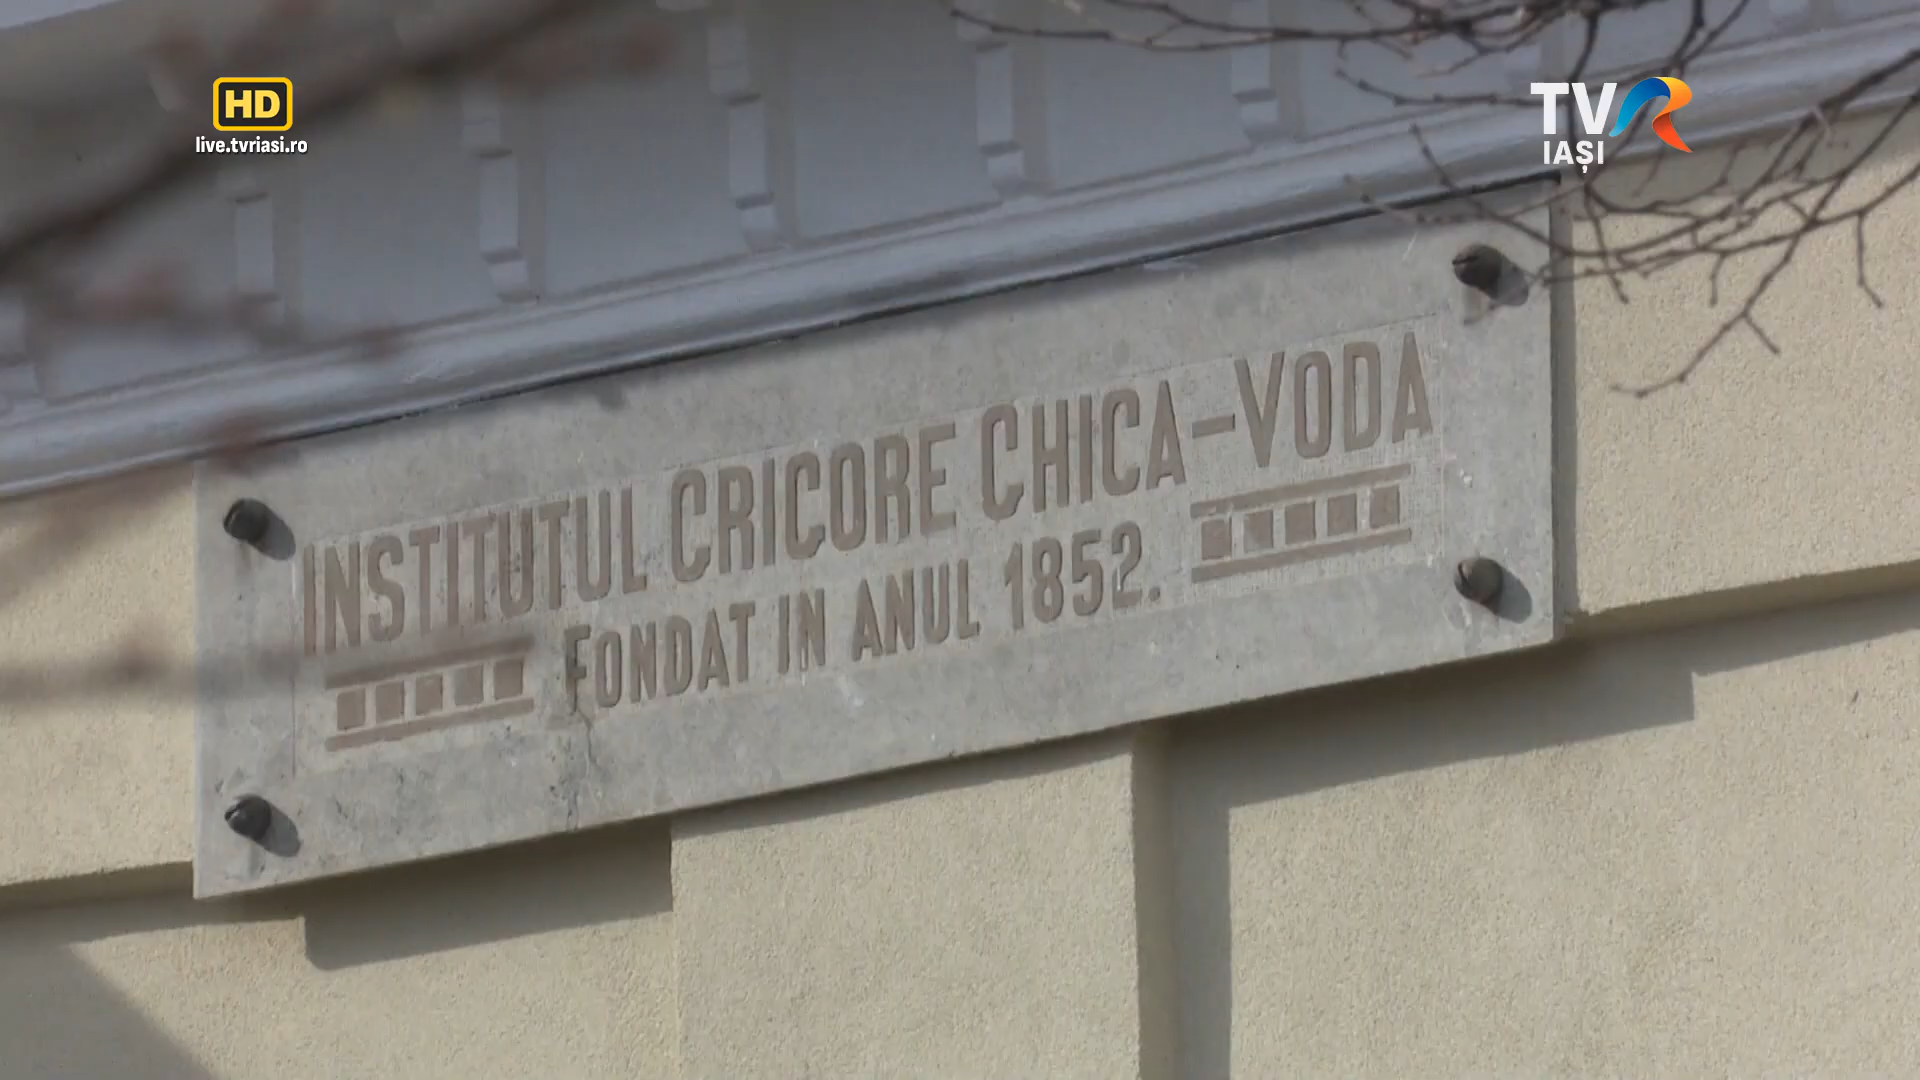 HD
live.tvriasi.ro
TVR
IAȘI
INSTITUTUL GRIGORE GHICA-VODA
FONDAT IN ANUL 1852.